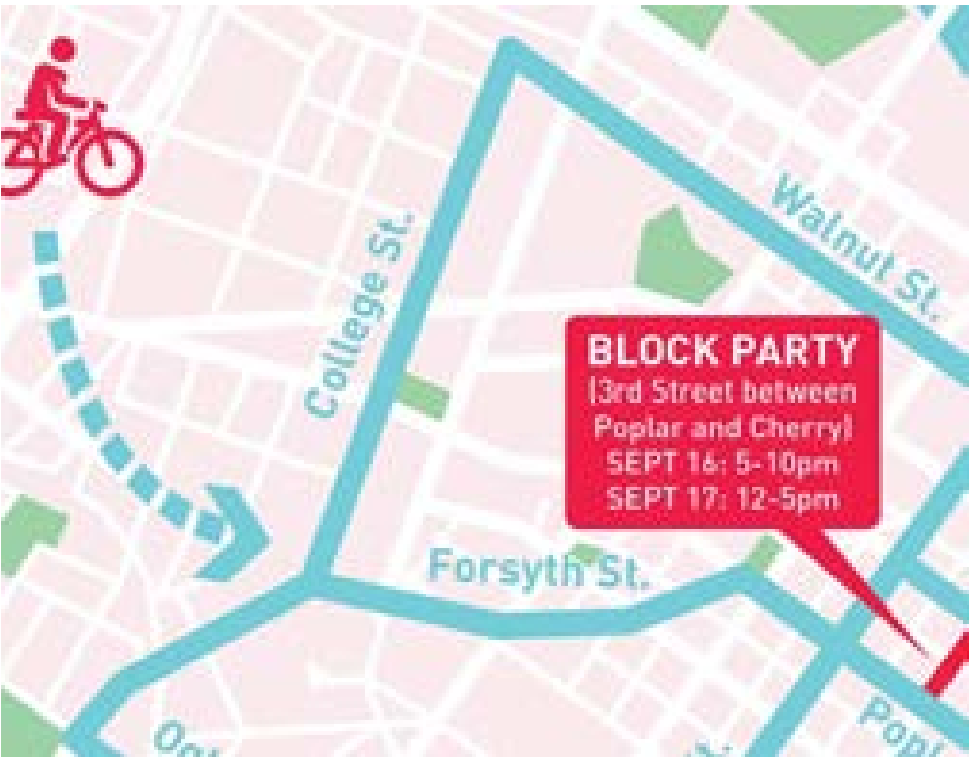 College St.
Walnut St.
BLOCK PARTY
(3rd Street between
Poplar and Cherry)
SEPT 16: 5-10pm
SEPT 17: 12-5pm
Forsyth St.